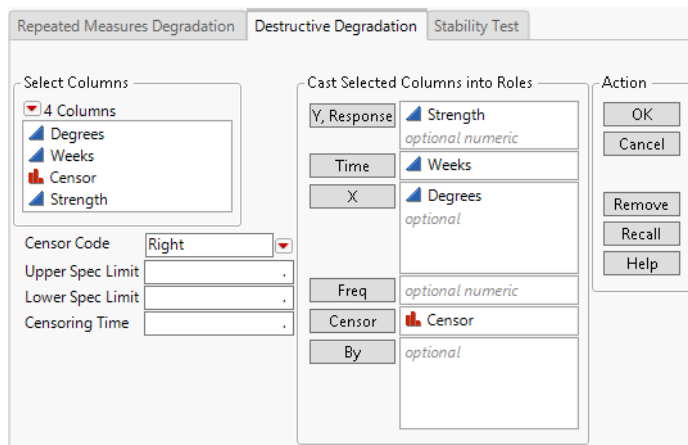 Repeated Measures Degradation
Destructive Degradation
Stability Test
Select Columns
4 Columns
Degrees
Weeks
Censor
Strength
Censor Code
Right
Upper Spec Limit
.
Lower Spec Limit
.
Censoring Time
.
Cast Selected Columns into Roles
Y, Response
Strength
optional numeric
Time
Weeks
X
Degrees
optional
Freq
optional numeric
Censor
Censor
By
optional
Action
OK
Cancel
Remove
Recall
Help